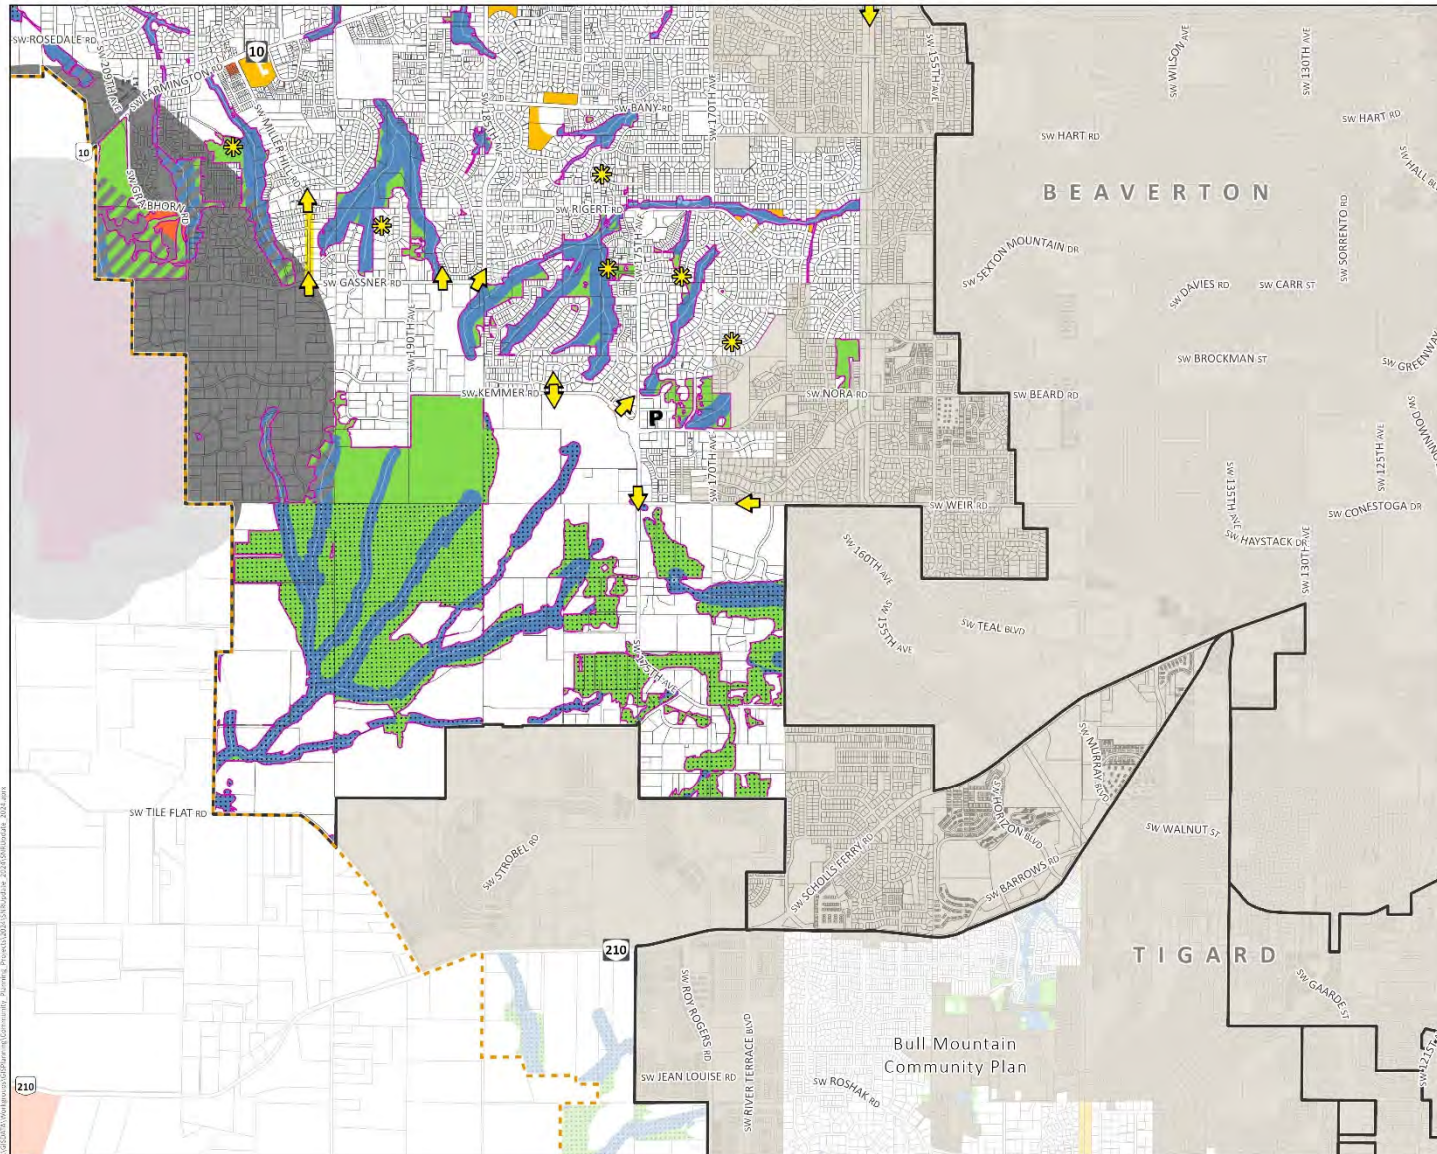 SW ROSEDALE RD
SW 209TH AVE
SW FARMINGTON RD
10
SW MILLER HILL RD
SW 185TH
SW BANY RD
SW 170TH AVE
SW 155TH AVE
SW WILSON AVE
SW 130TH AVE
SW HART RD
SW HART RD
SW HALL BL
10
SW GRABHORN RD
BEAVERTON
SW RIGERT RD
SW SEXTON MOUNTAIN DR
SW SORRENTO RD
SW GASSNER RD
SW DAVIES RD
SW CARR ST
SW 190TH AVE
SW BROCKMAN ST
SW GREENWAY
SW KEMMER RD
SW NORA RD
SW BEARD RD
P
SW DOWNING
SW 170TH AVE
SW 125TH AVE
SW 135TH AVE
SW WEIR RD
SW CONESTOGA DR
SW HAYSTACK DR
SW 130TH AVE
SW 160TH AVE
SW 155TH AVE
SW TEAL BLVD
SW 175TH AVE
SW MURRAY BLVD
SW TILE FLAT RD
SW HORIZON BLVD
SW WALNUT ST
SW STROBEL RD
SW SCHOLLS FERRY RD
SW BARROWS RD
210
TIGARD
SW ROY ROGERS RD
SW GAARDE ST
SW RIVER TERRACE BLVD
Bull Mountain
Community Plan
SW JEAN LOUISE RD
SW ROSHAK RD
SW 121ST
210